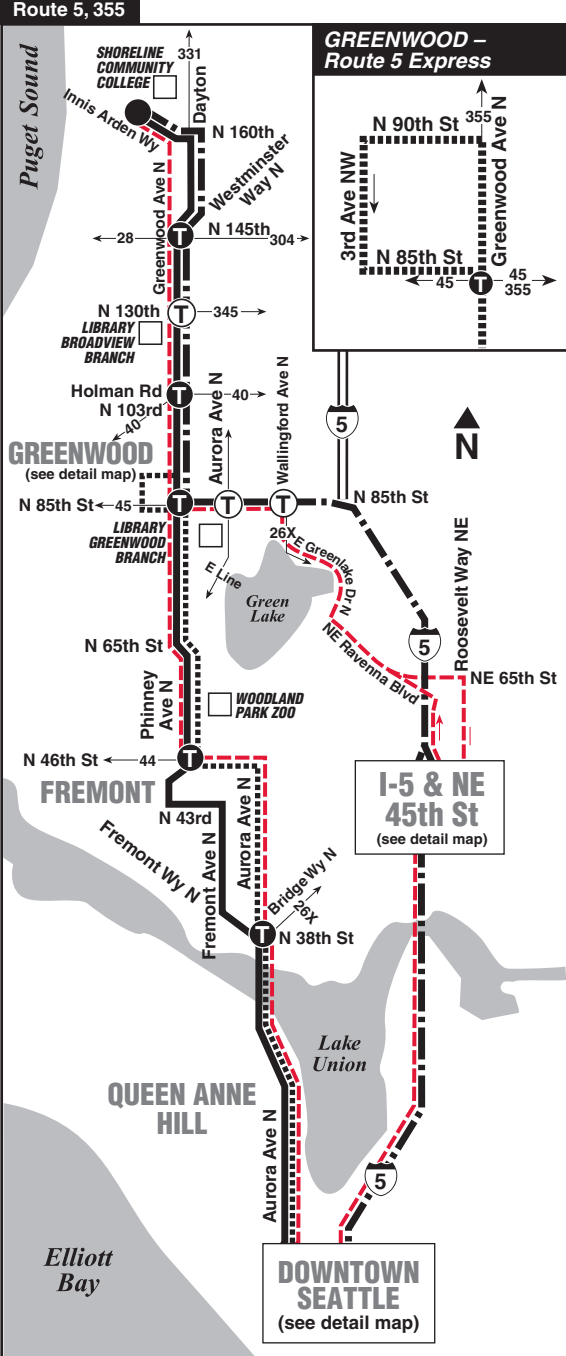 Route 5, 355
GREENWOOD –
Route 5 Express
355
N 90th St
3rd Ave NW
Greenwood Ave N
N 85th St
45
T
45
355
Puget Sound
SHORELINE
COMMUNITY
COLLEGE
331
Dayton
Innis Arden Wy
N 160th
Westminster
Way N
Greenwood Ave N
28
T
N 145th
304
N 130th
T
345
LIBRARY
BROADVIEW
BRANCH
Holman Rd
N 103rd
T
40
40
Aurora Ave N
Wallingford Ave N
5
N
GREENWOOD
(see detail map)
N 85th St
45
T
T
T
N 85th St
LIBRARY
GREENWOOD
BRANCH
26X
E Greenlake Dr N
E Line
Green
Lake
Roosevelt Way NE
N 65th St
NE Ravenna Blvd
5
NE 65th St
Phinney
Ave N
WOODLAND
PARK ZOO
N 46th St
44
T
FREMONT
I-5 & NE
45th St
(see detail map)
N 43rd
Aurora Ave N
Fremont Wy N
Fremont Ave N
Bridge Wy N
26X
T
N 38th St
Lake
Union
QUEEN ANNE
HILL
Aurora Ave N
5
Elliott
Bay
DOWNTOWN
SEATTLE
(see detail map)